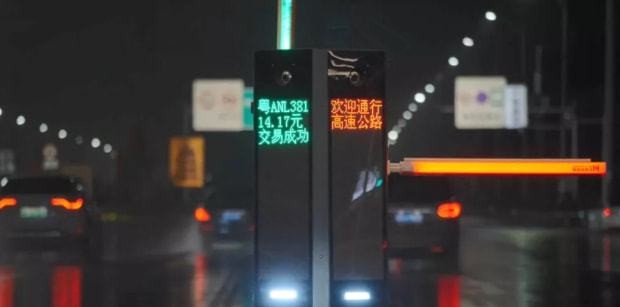 粤ANL381
14.17元
交易成功
欢迎通行
高速公路